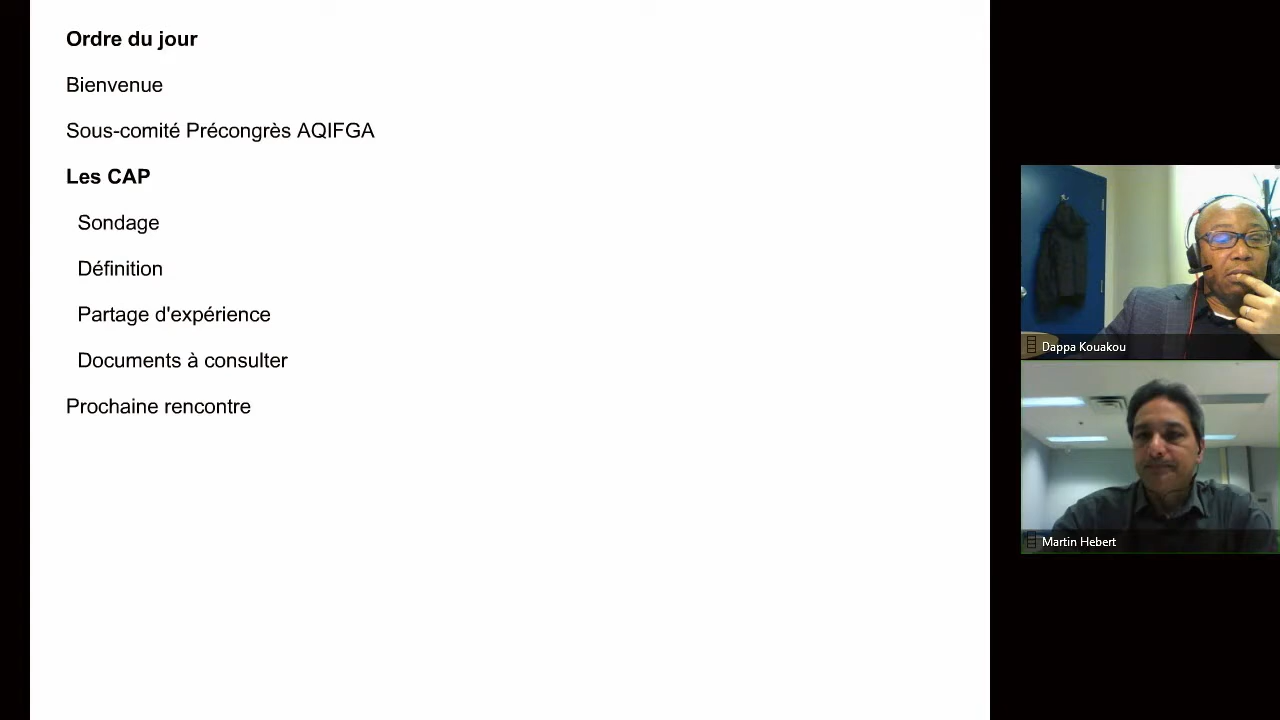 Ordre du jour
Bienvenue
Sous-comité Précongrès AQIFGA
Les CAP
Sondage
Définition
Partage d'expérience
Documents à consulter
Prochaine rencontre
Dappa Kouakou
Martin Hebert